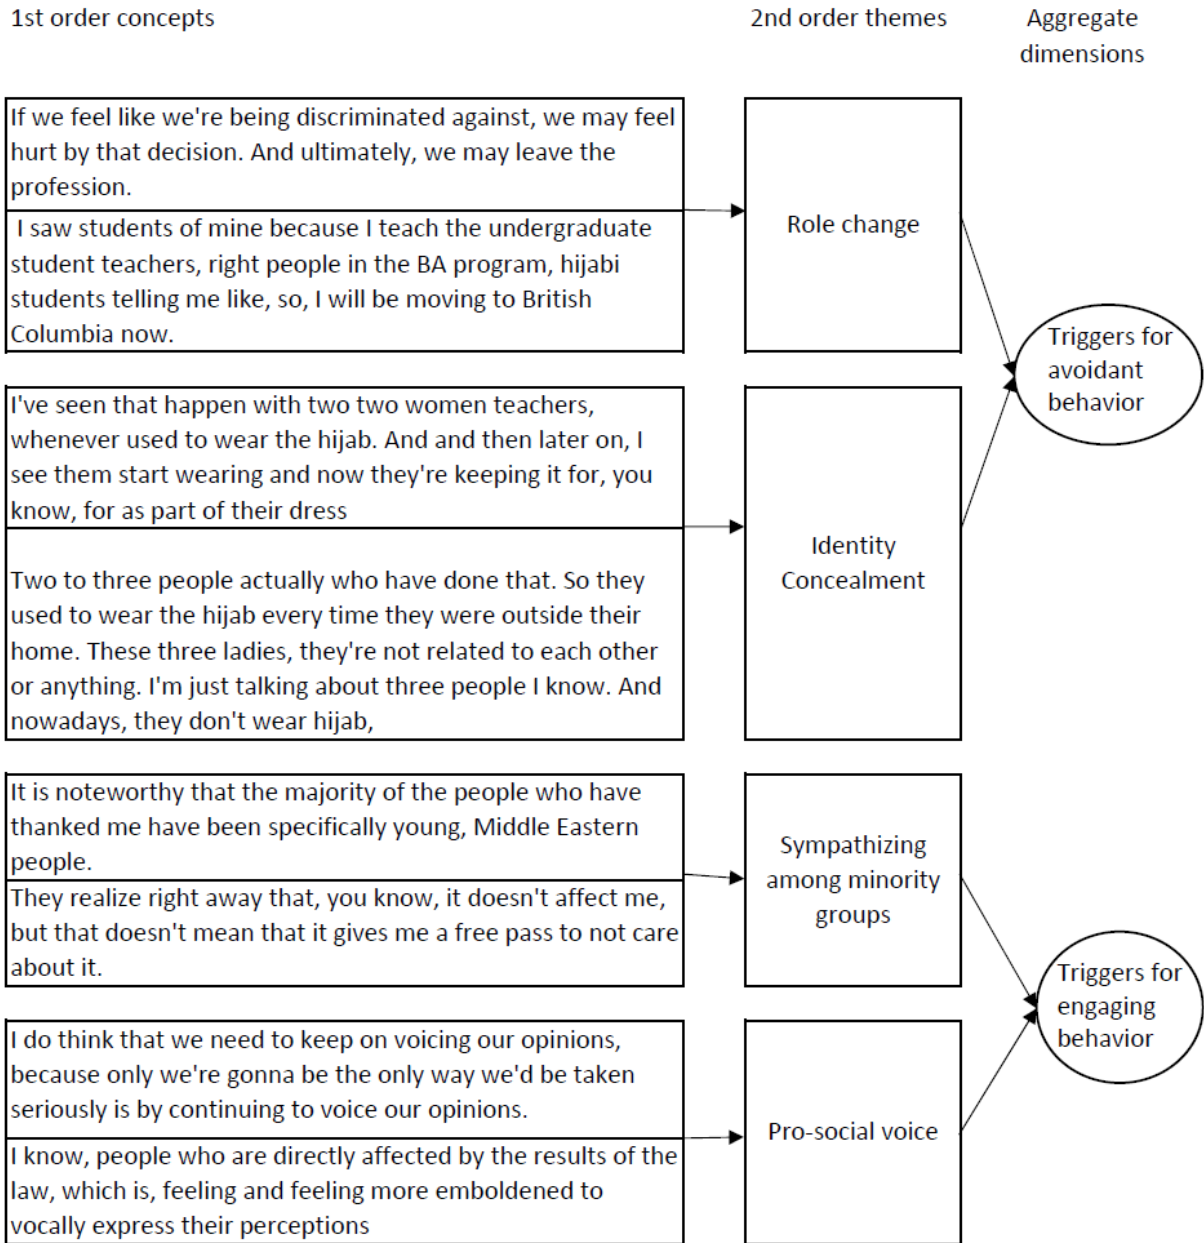 1st order concepts
2nd order themes
Aggregate
dimensions
If we feel like we're being discriminated against, we may feel
hurt by that decision. And ultimately, we may leave the
profession.
I saw students of mine because I teach the undergraduate
student teachers, right people in the BA program, hijabi
students telling me like, so, I will be moving to British
Columbia now.
Role change
I've seen that happen with two two women teachers,
whenever used to wear the hijab. And and then later on, I
see them start wearing and now they're keeping it for, you
know, for as part of their dress
Two to three people actually who have done that. So they
used to wear the hijab every time they were outside their
home. These three ladies, they're not related to each other
or anything. I'm just talking about three people I know. And
nowadays, they don't wear hijab,
Identity
Concealment
Triggers for
avoidant
behavior
It is noteworthy that the majority of the people who have
thanked me have been specifically young, Middle Eastern
people.
They realize right away that, you know, it doesn't affect me,
but that doesn't mean that it gives me a free pass to not care
about it.
Sympathizing
among minority
groups
I do think that we need to keep on voicing our opinions,
because only we're gonna be the only way we'd be taken
seriously is by continuing to voice our opinions.
I know, people who are directly affected by the results of the
law, which is, feeling and feeling more emboldened to
vocally express their perceptions
Pro-social voice
Triggers for
engaging
behavior